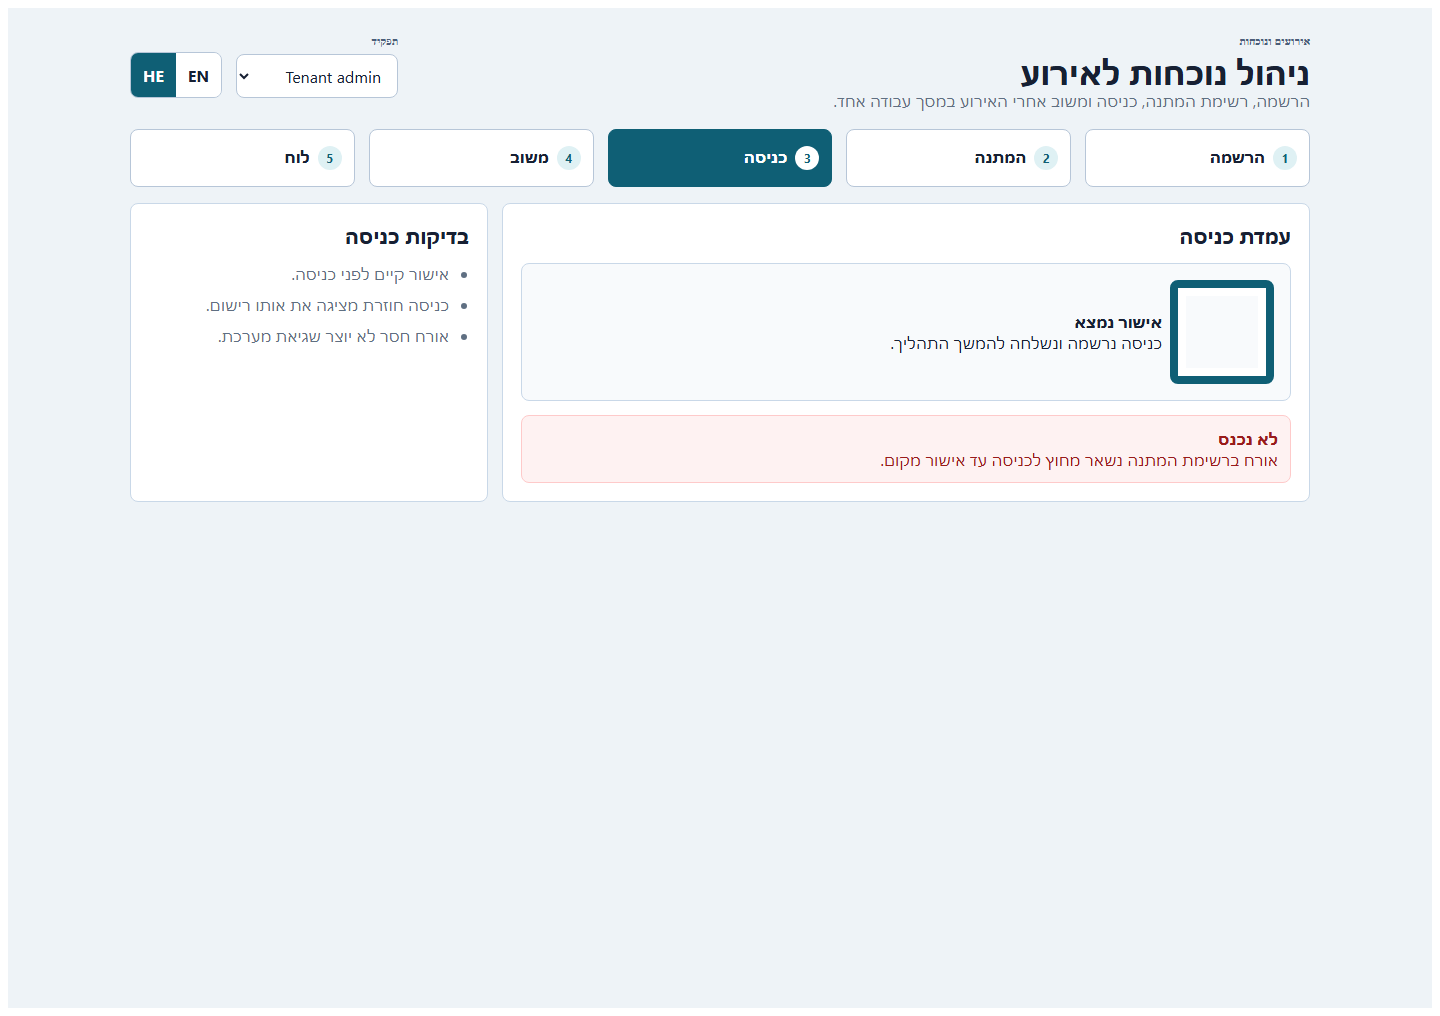 אירועים ונוכחות
ניהול נוכחות לאירוע
הרשמה, רשימת המתנה, כניסה ומשוב אחרי האירוע במסך עבודה אחד.
תפקיד
Tenant admin
EN
HE
1 הרשמה
2 המתנה
3 כניסה
4 משוב
5 לוח
עמדת כניסה
אישור נמצא
כניסה נרשמה ונשלחה להמשך התהליך.
לא נכנס
אורח ברשימת המתנה נשאר מחוץ לכניסה עד אישור מקום.
בדיקות כניסה
אישור קיים לפני כניסה.
כניסה חוזרת מציגה את אותו רישום.
אורח חסר לא יוצר שגיאת מערכת.